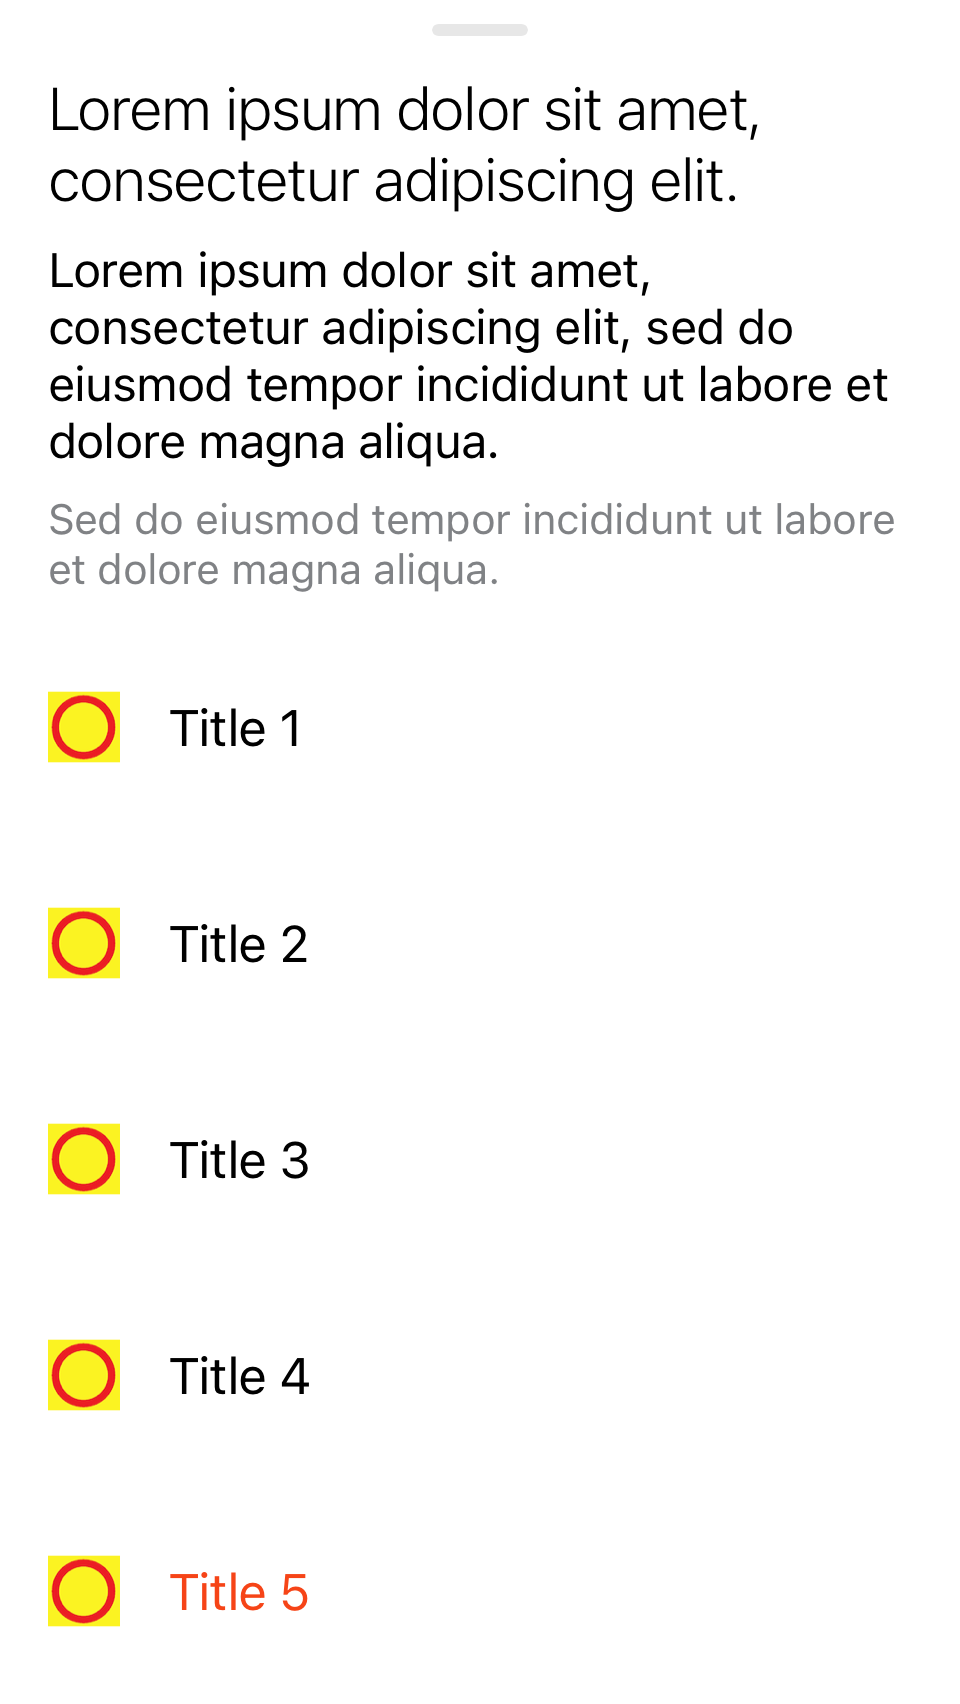 Lorem ipsum dolor sit amet,
consectetur adipiscing elit.
Lorem ipsum dolor sit amet,
consectetur adipiscing elit, sed do
eiusmod tempor incididunt ut labore et
dolore magna aliqua.
Sed do eiusmod tempor incididunt ut labore
et dolore magna aliqua.
Title 1
Title 2
Title 3
Title 4
Title 5